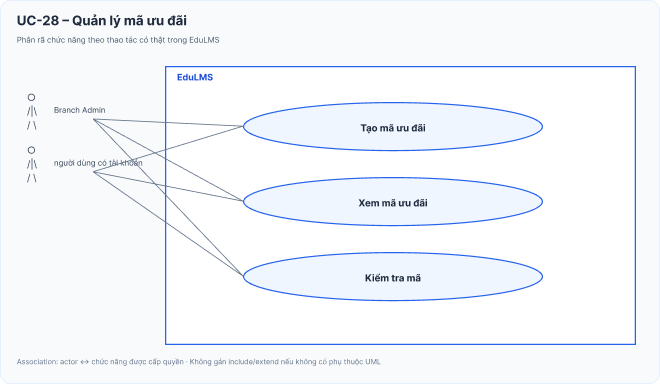 UC-28 – Quản lý mã ưu đãi
Phân rã chức năng theo thao tác có thật trong EduLMS
EduLMS
Branch Admin
Tạo mã ưu đãi
người dùng có tài khoản
Xem mã ưu đãi
Kiểm tra mã
Association: actor ↔ chức năng được cấp quyền · Không gán include/extend nếu không có phụ thuộc UML